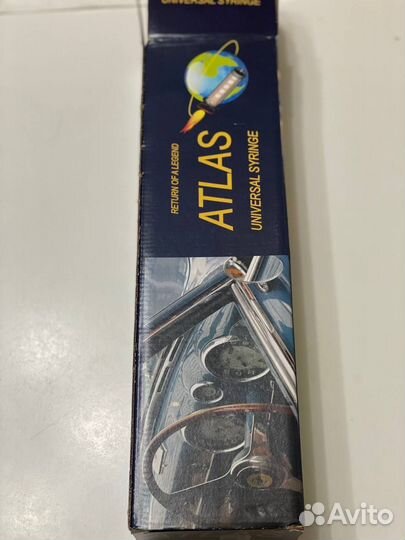 UNIVERSAL SYRINGE
RETURN OF A LEGEND
ATLAS
UNIVERSAL SYRINGE
Avito